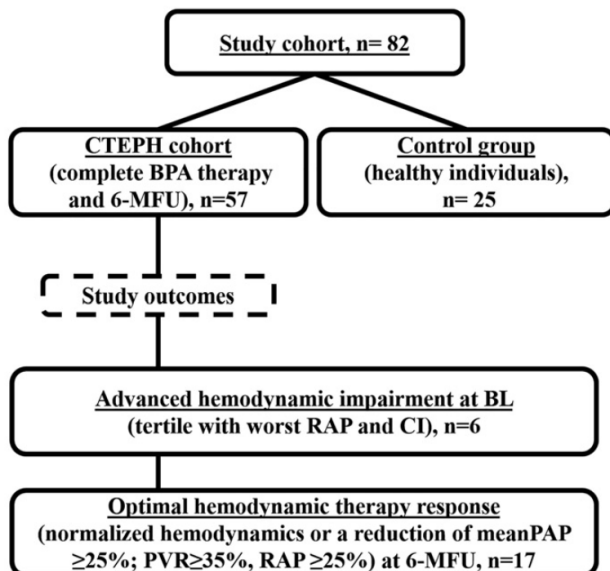 Study cohort, n= 82
CTEPH cohort
(complete BPA therapy
and 6-MFU), n=57
Control group
(healthy individuals),
n= 25
Study outcomes
Advanced hemodynamic impairment at BL
(tertile with worst RAP and CI), n=6
Optimal hemodynamic therapy response
(normalized hemodynamics or a reduction of meanPAP
≥25%; PVR≥35%, RAP ≥25%) at 6-MFU, n=17